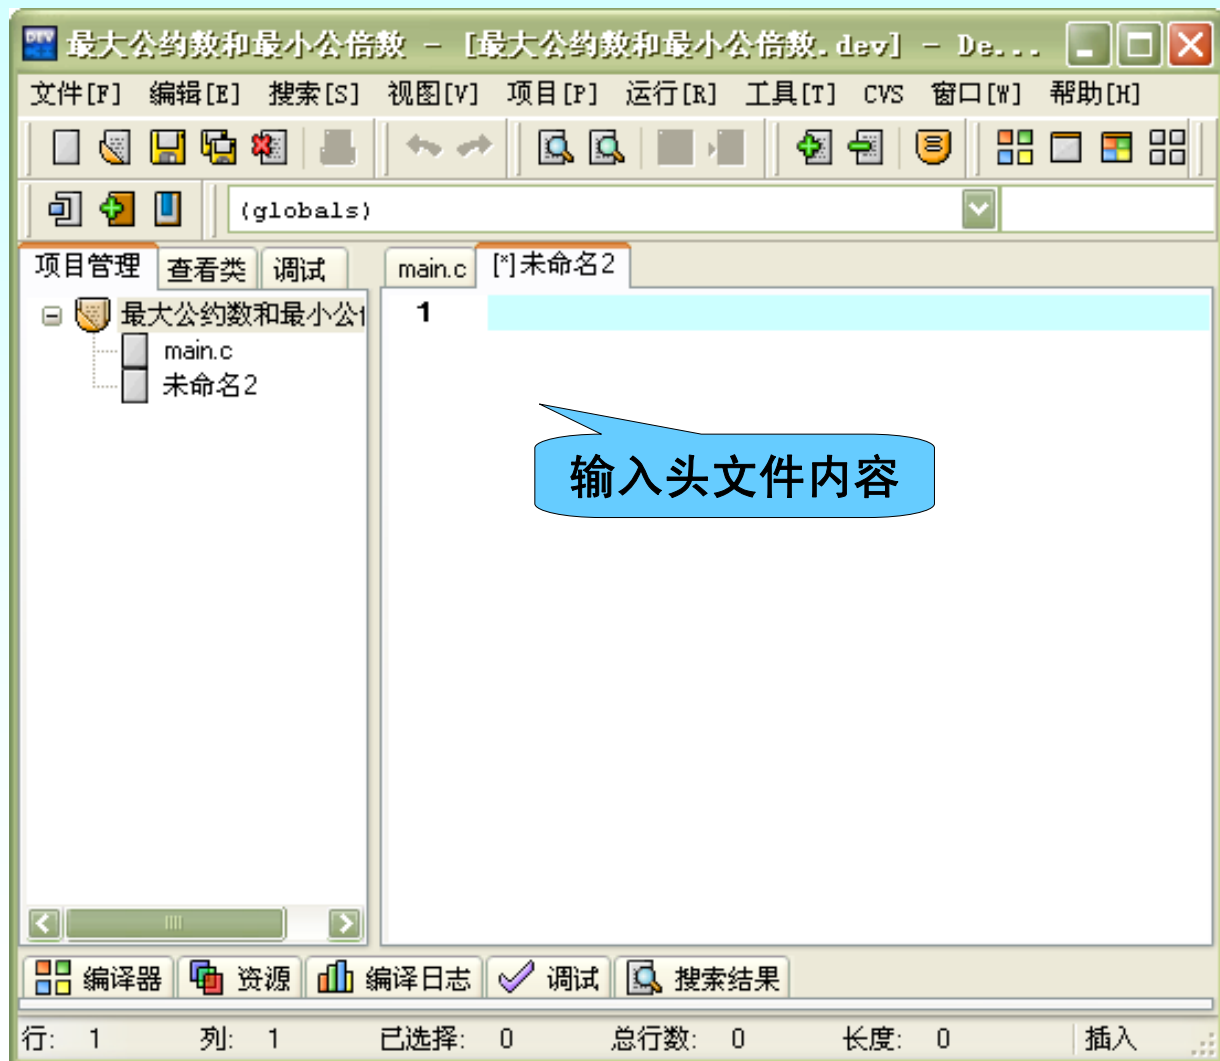 最大公约数和最小公倍数 - [最大公约数和最小公倍数.dev] - De...
文件[F] 编辑[E] 搜索[S] 视图[V] 项目[P] 运行[R] 工具[T] CVS 窗口[W] 帮助[H]
(globals)
项目管理 查看类 调试 main.c [*]未命名2
最大公约数和最小公
1
main.c
未命名2
输入头文件内容
编译器 资源 编译日志 调试 搜索结果
行: 1 列: 1 已选择: 0 总行数: 0 长度: 0 插入